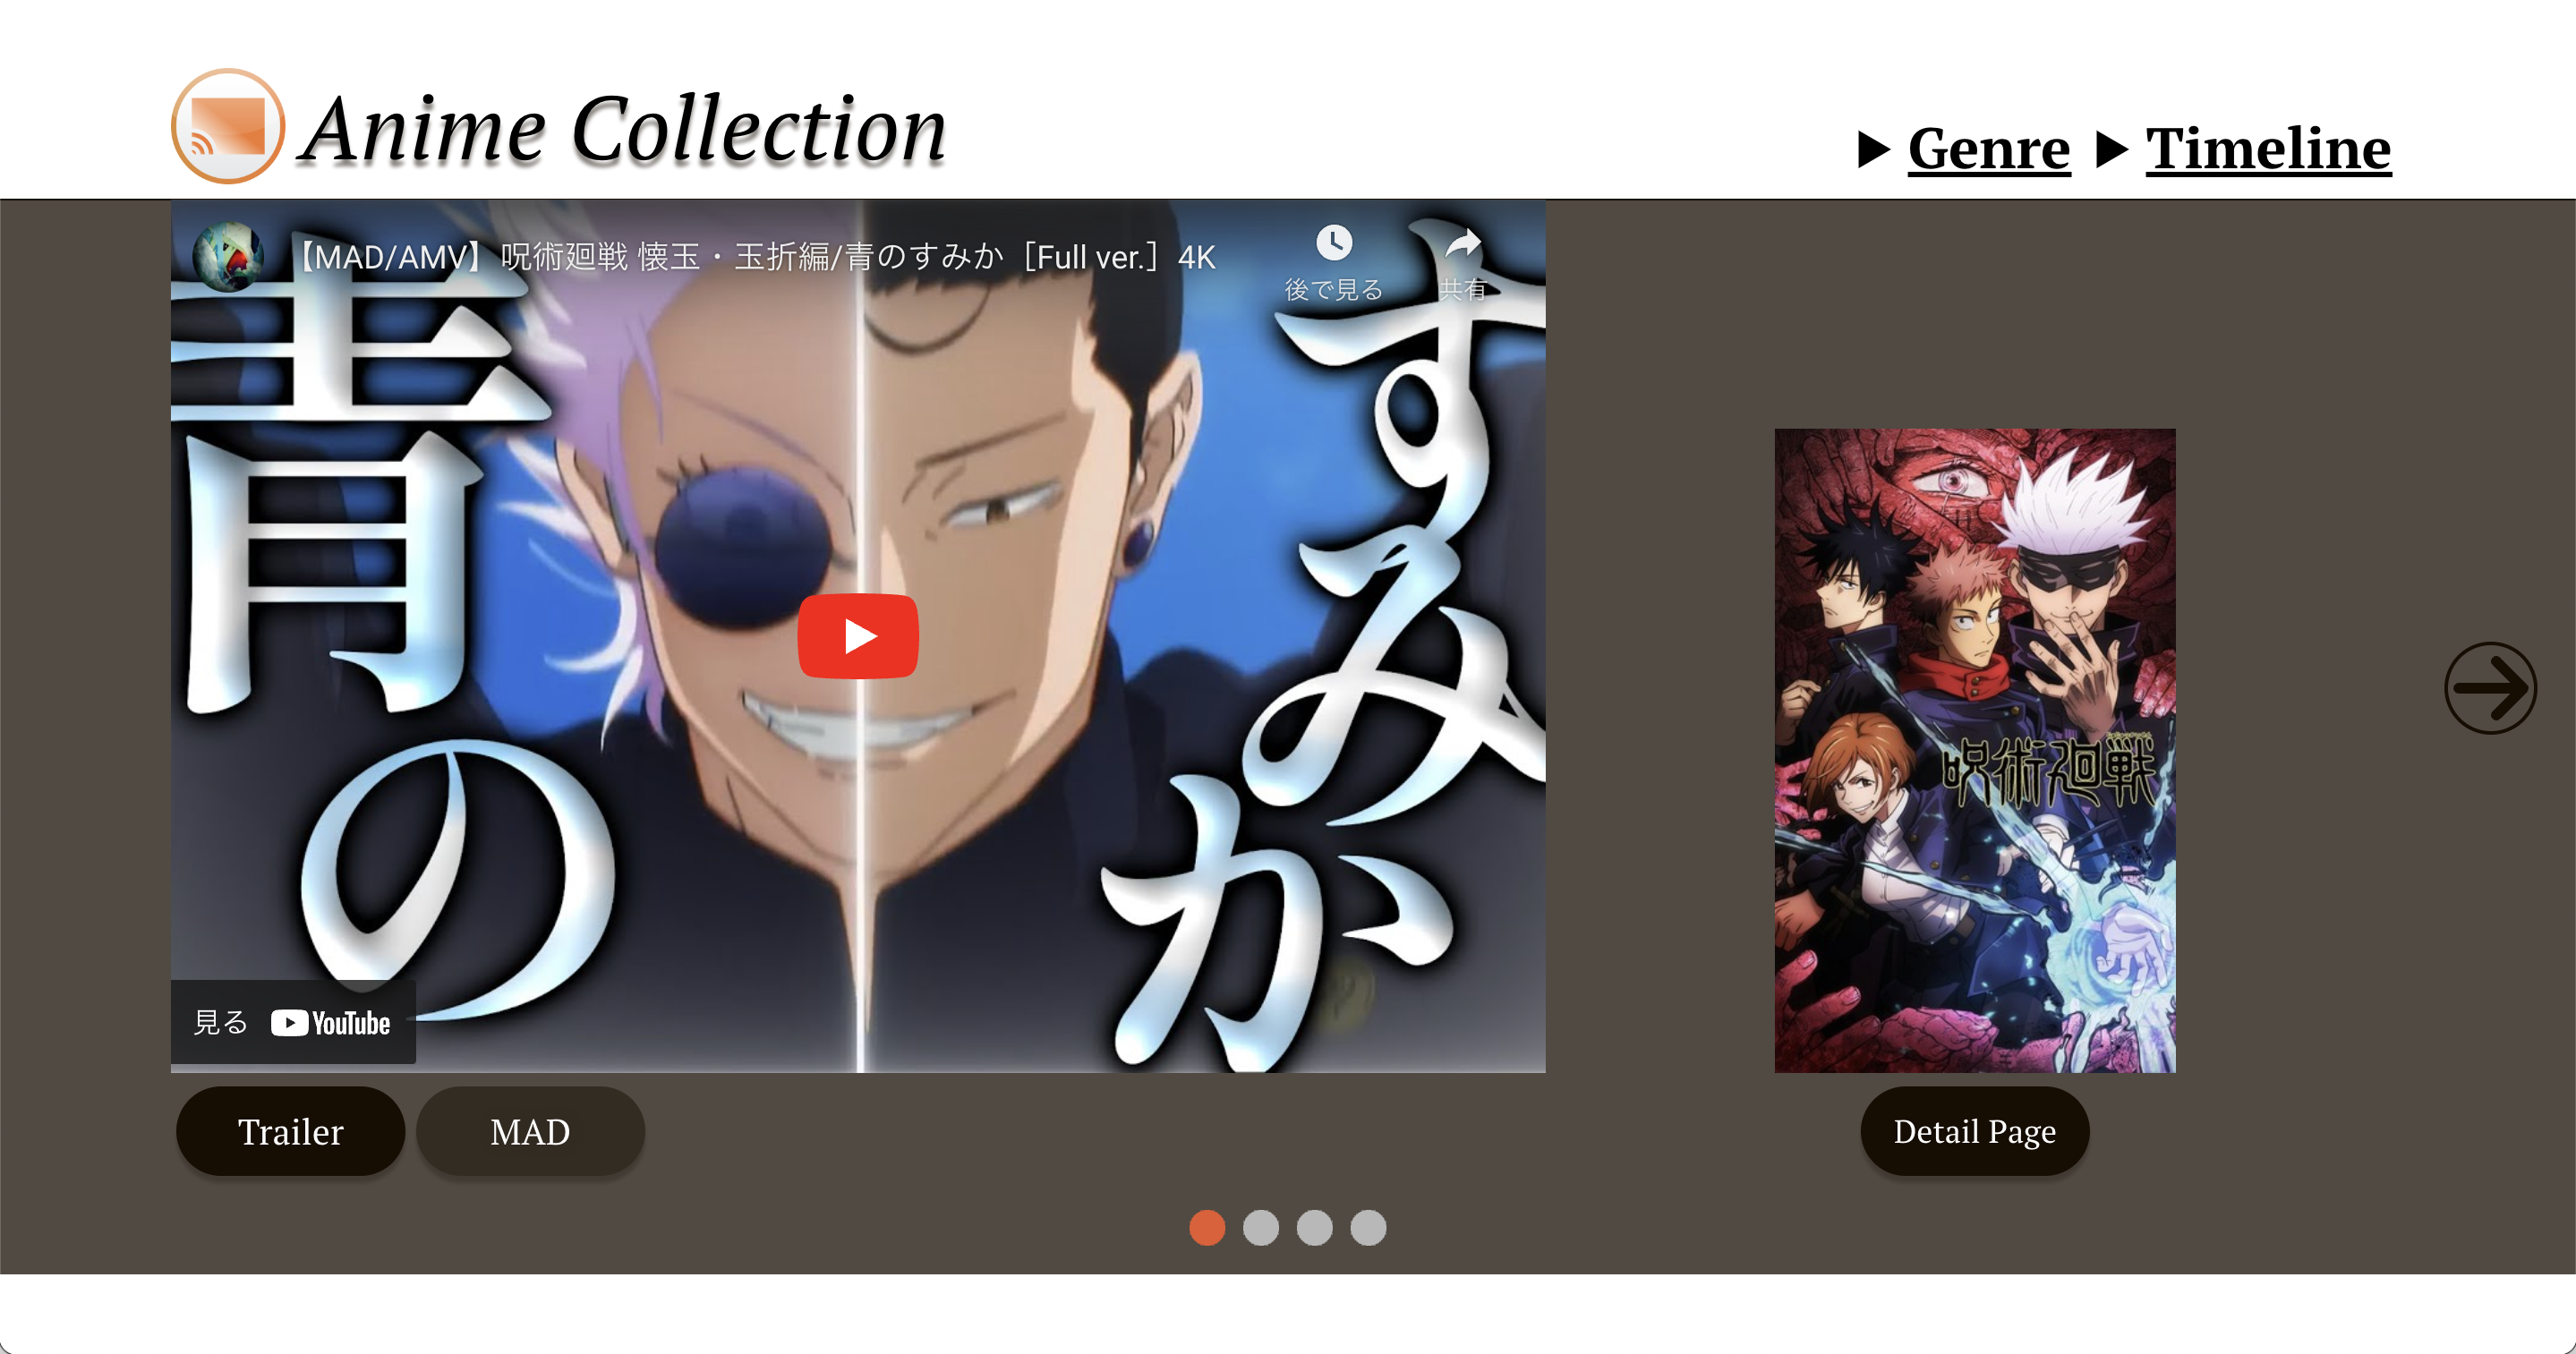 Anime Collection
Genre
Timeline
【MAD/AMV】呪術廻戦 懐玉・玉折編/青のすみか［Full ver.］4K
後で見る
共有
青の
すみか
呪術廻戦
見る YouTube
Trailer
MAD
Detail Page